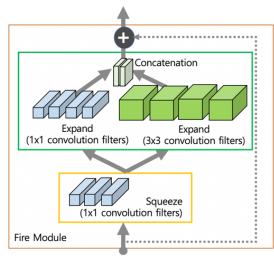 +
Concatenation
Expand
(1x1 convolution filters)
Expand
(3x3 convolution filters)
Squeeze
(1x1 convolution filters)
Fire Module